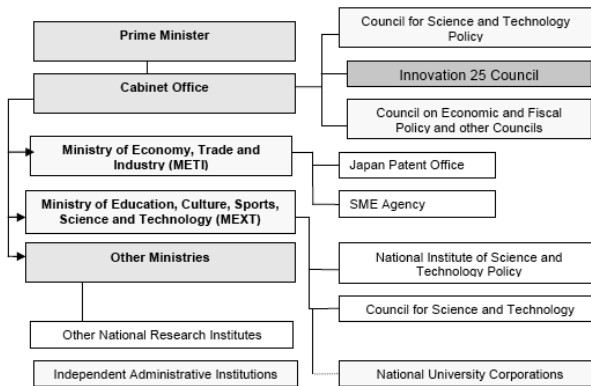 Prime Minister
Cabinet Office
Ministry of Economy, Trade and
Industry (METI)
Ministry of Education, Culture, Sports,
Science and Technology (MEXT)
Other Ministries
Other National Research Institutes
Independent Administrative Institutions
Council for Science and Technology
Policy
Innovation 25 Council
Council on Economic and Fiscal
Policy and other Councils
Japan Patent Office
SME Agency
National Institute of Science and
Technology Policy
Council for Science and Technology
National University Corporations